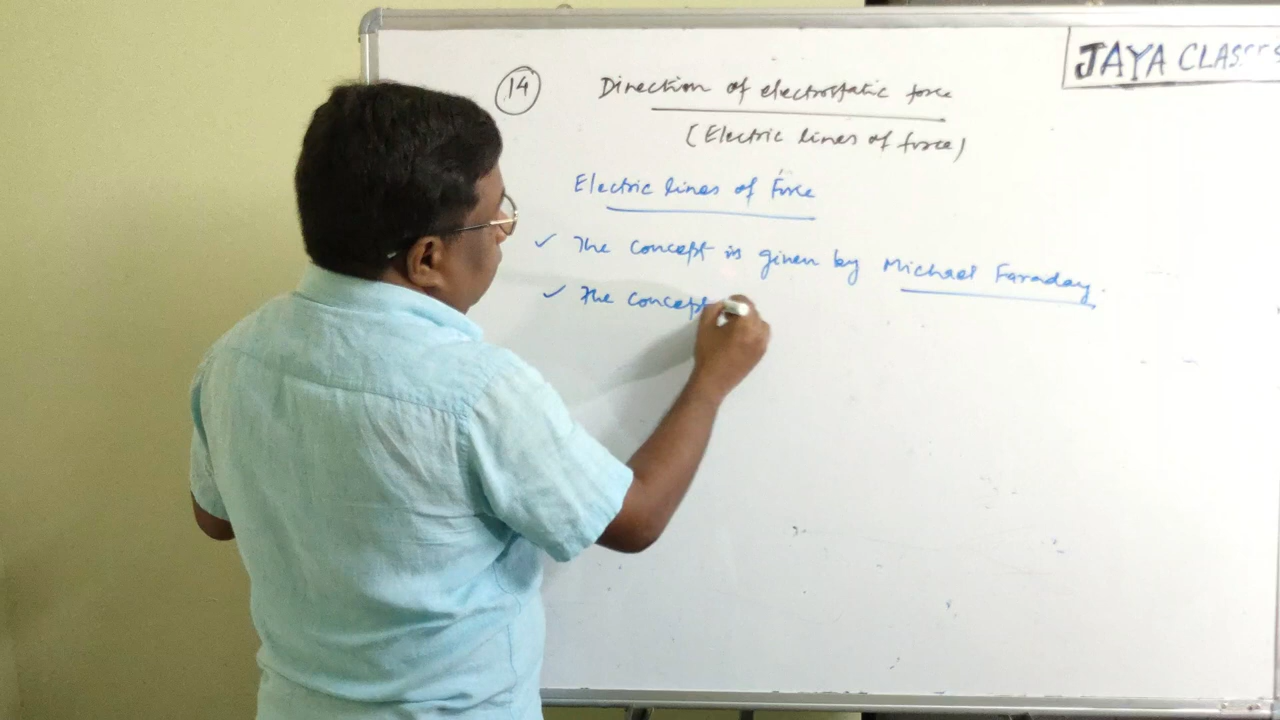 JAYA CLASSES
14 Direction of electrostatic force
(Electric lines of force)
Electric lines of Force
✓ The concept is given by Michael Faraday.
✓ The concept